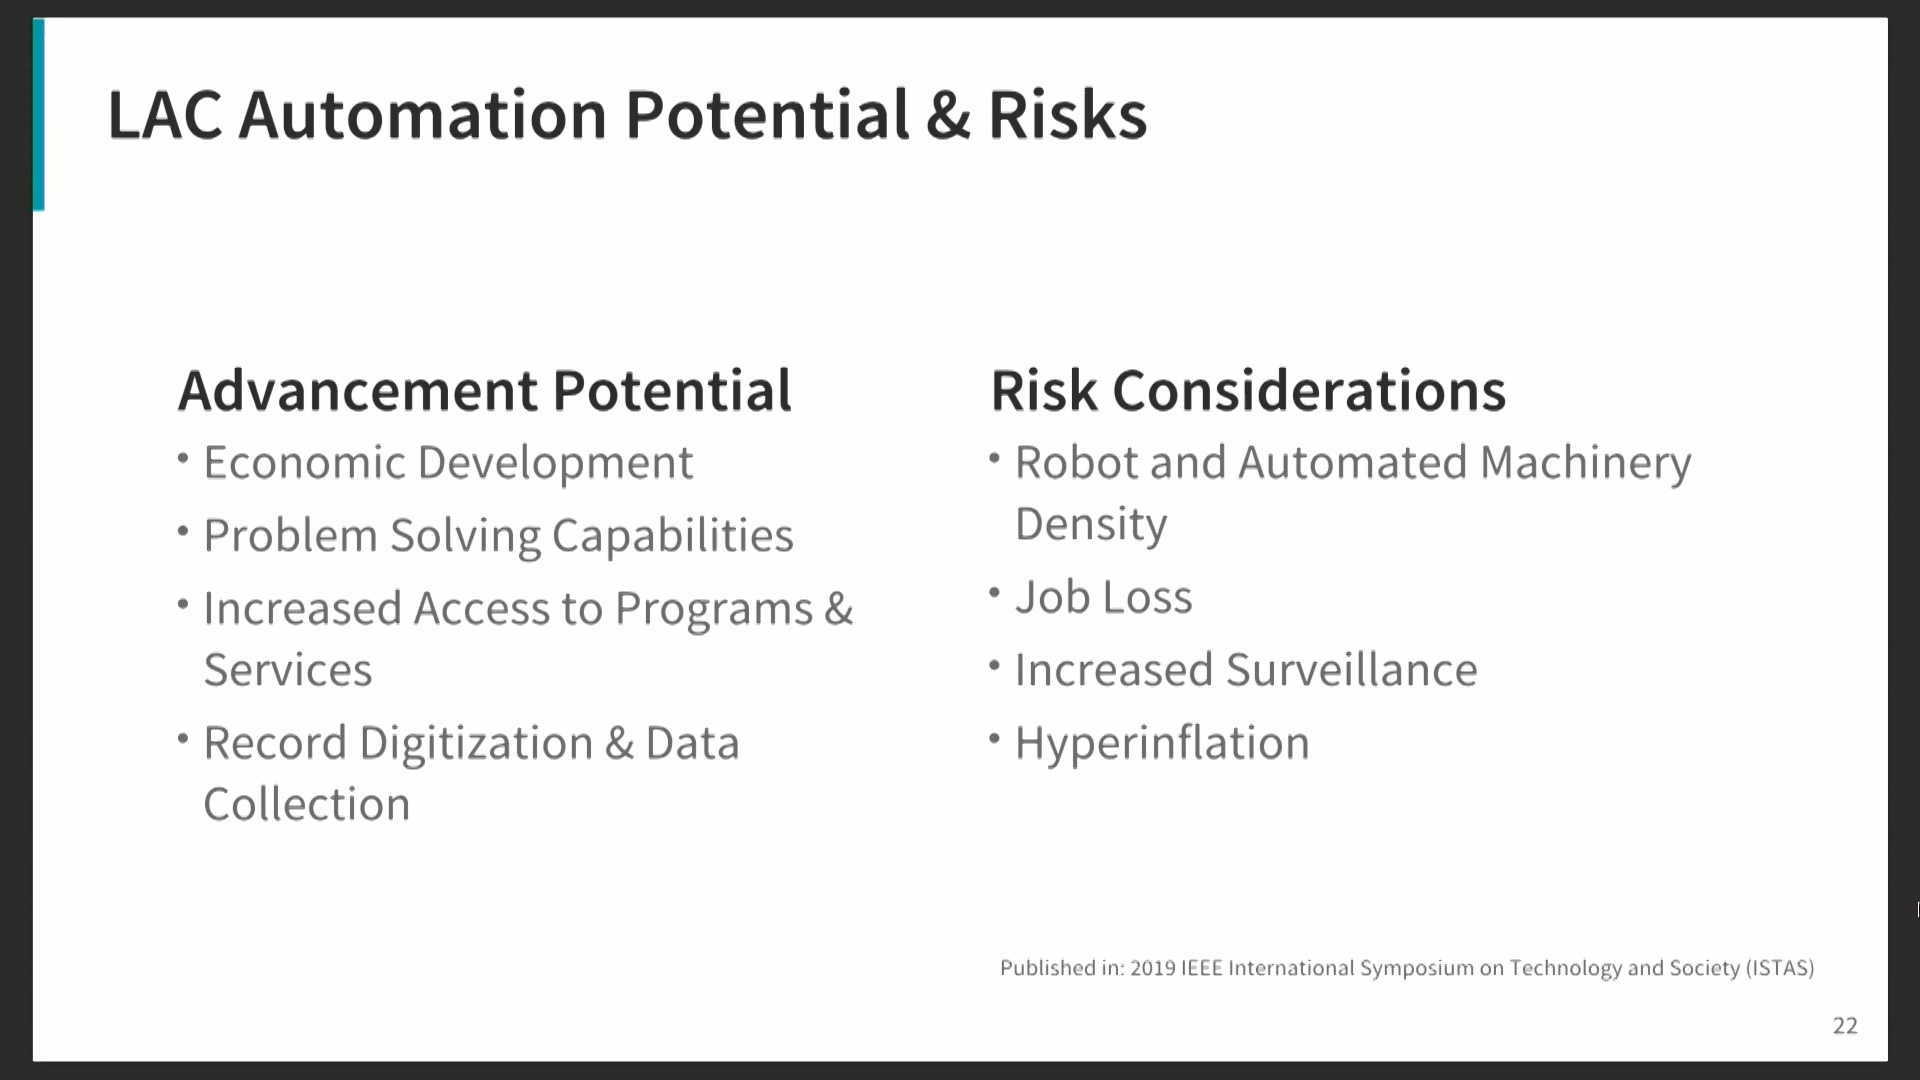 LAC Automation Potential & Risks
Advancement Potential
• Economic Development
• Problem Solving Capabilities
• Increased Access to Programs &
Services
• Record Digitization & Data
Collection
Risk Considerations
• Robot and Automated Machinery
Density
• Job Loss
• Increased Surveillance
• Hyperinflation
Published in: 2019 IEEE International Symposium on Technology and Society (ISTAS)
22